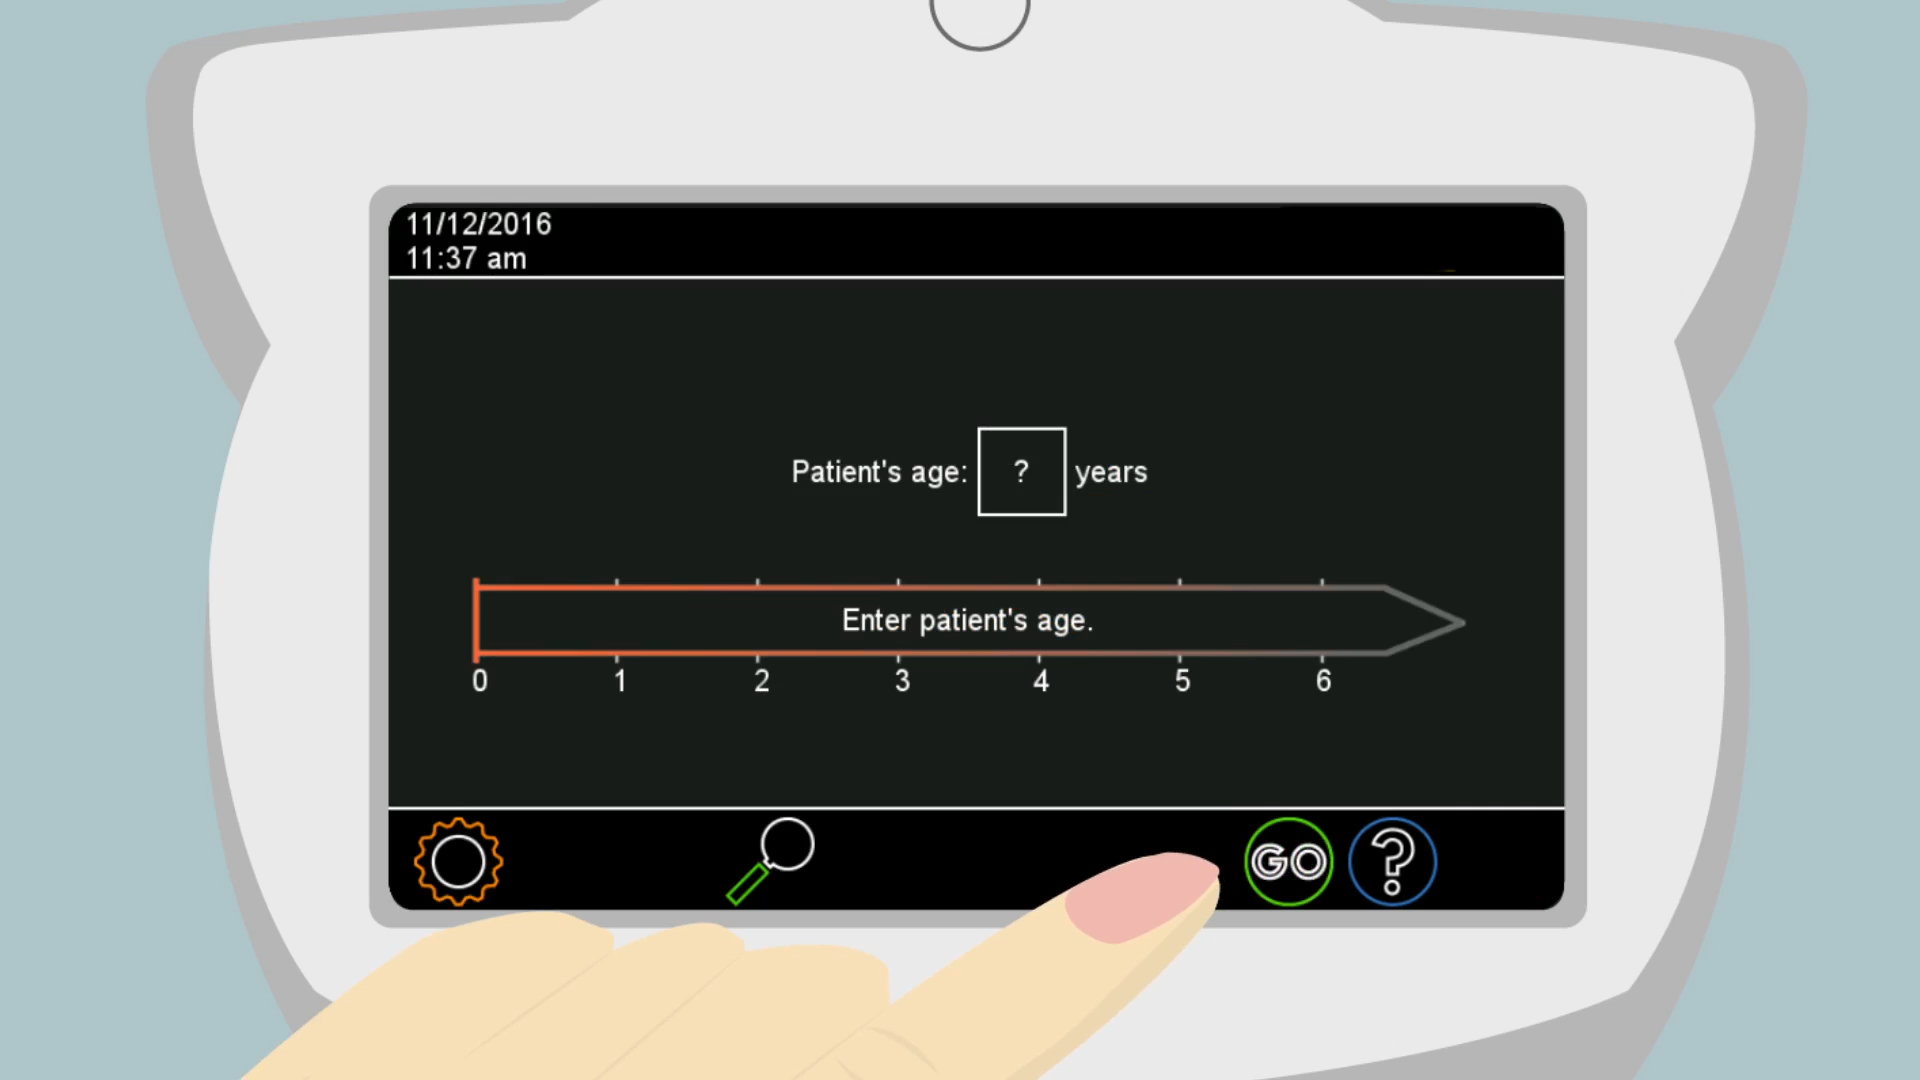 11/12/2016
11:37 am
Patient's age: ? years
Enter patient's age.
0 1 2 3 4 5 6
GO ?